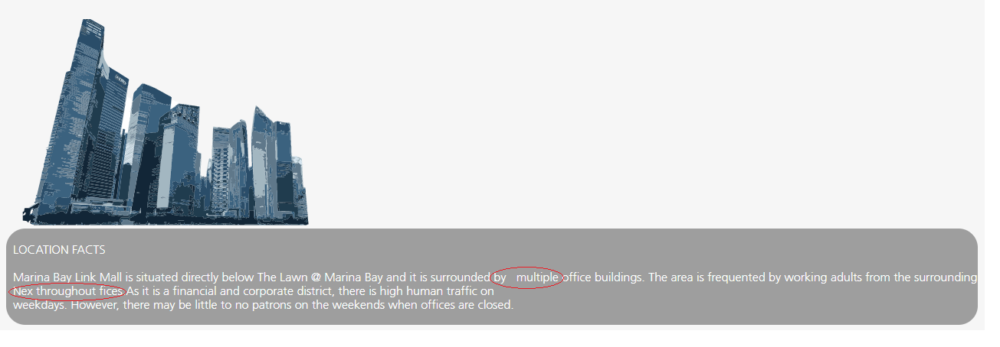 LOCATION FACTS
Marina Bay Link Mall is situated directly below The Lawn @ Marina Bay and it is surrounded by multiple office buildings. The area is frequented by working adults from the surrounding
Nex throughout fices As it is a financial and corporate district, there is high human traffic on
weekdays. However, there may be little to no patrons on the weekends when offices are closed.